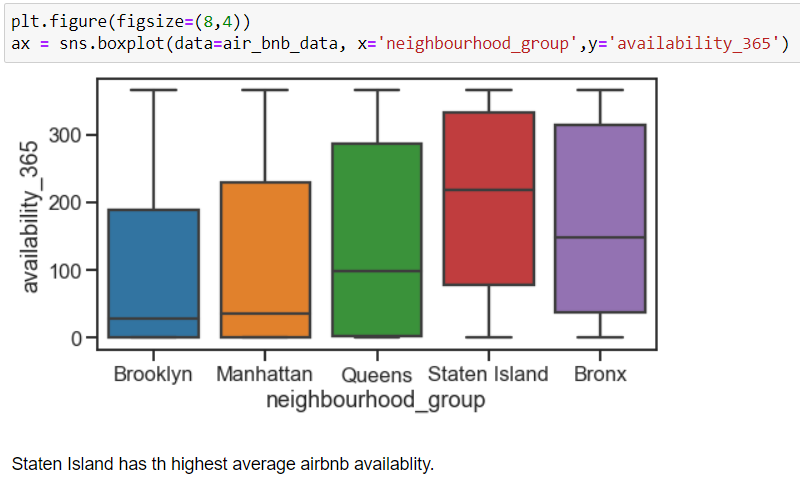 plt.figure(figsize=(8,4))
ax = sns.boxplot(data=air_bnb_data, x='neighbourhood_group',y='availability_365')
availability_365
300
200
100
0
Brooklyn Manhattan Queens Staten Island Bronx
neighbourhood_group
Staten Island has th highest average airbnb availablity.